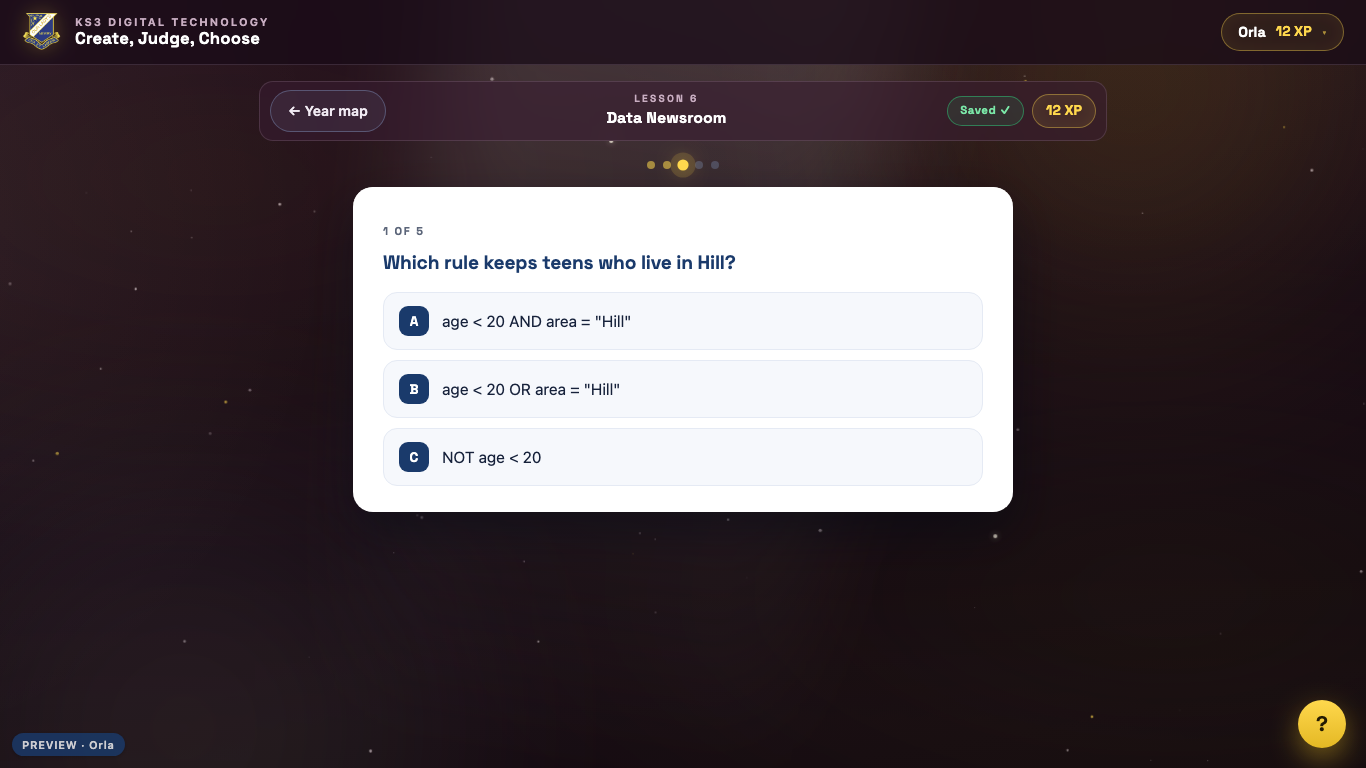 KS3 DIGITAL TECHNOLOGY
Create, Judge, Choose
Orla 12 XP
← Year map
LESSON 6
Data Newsroom
Saved ✓
12 XP
1 OF 5
Which rule keeps teens who live in Hill?
A age < 20 AND area = "Hill"
B age < 20 OR area = "Hill"
C NOT age < 20
PREVIEW · Orla
?